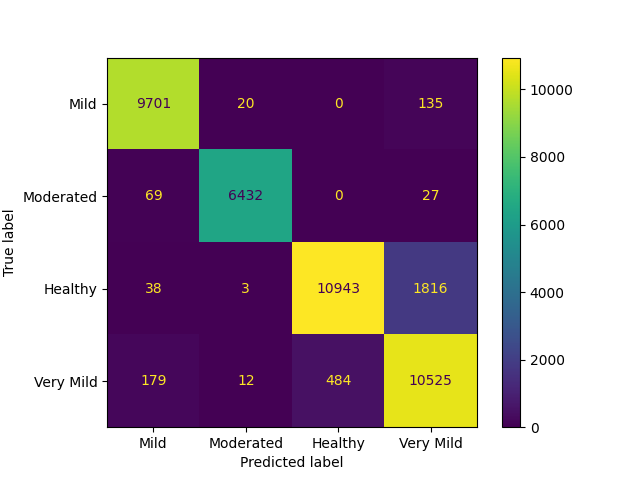 Mild 9701 20 0 135
Moderated 69 6432 0 27
Healthy 38 3 10943 1816
Very Mild 179 12 484 10525
Mild Moderated Healthy Very Mild
Predicted label
True label
10000
8000
6000
4000
2000
0